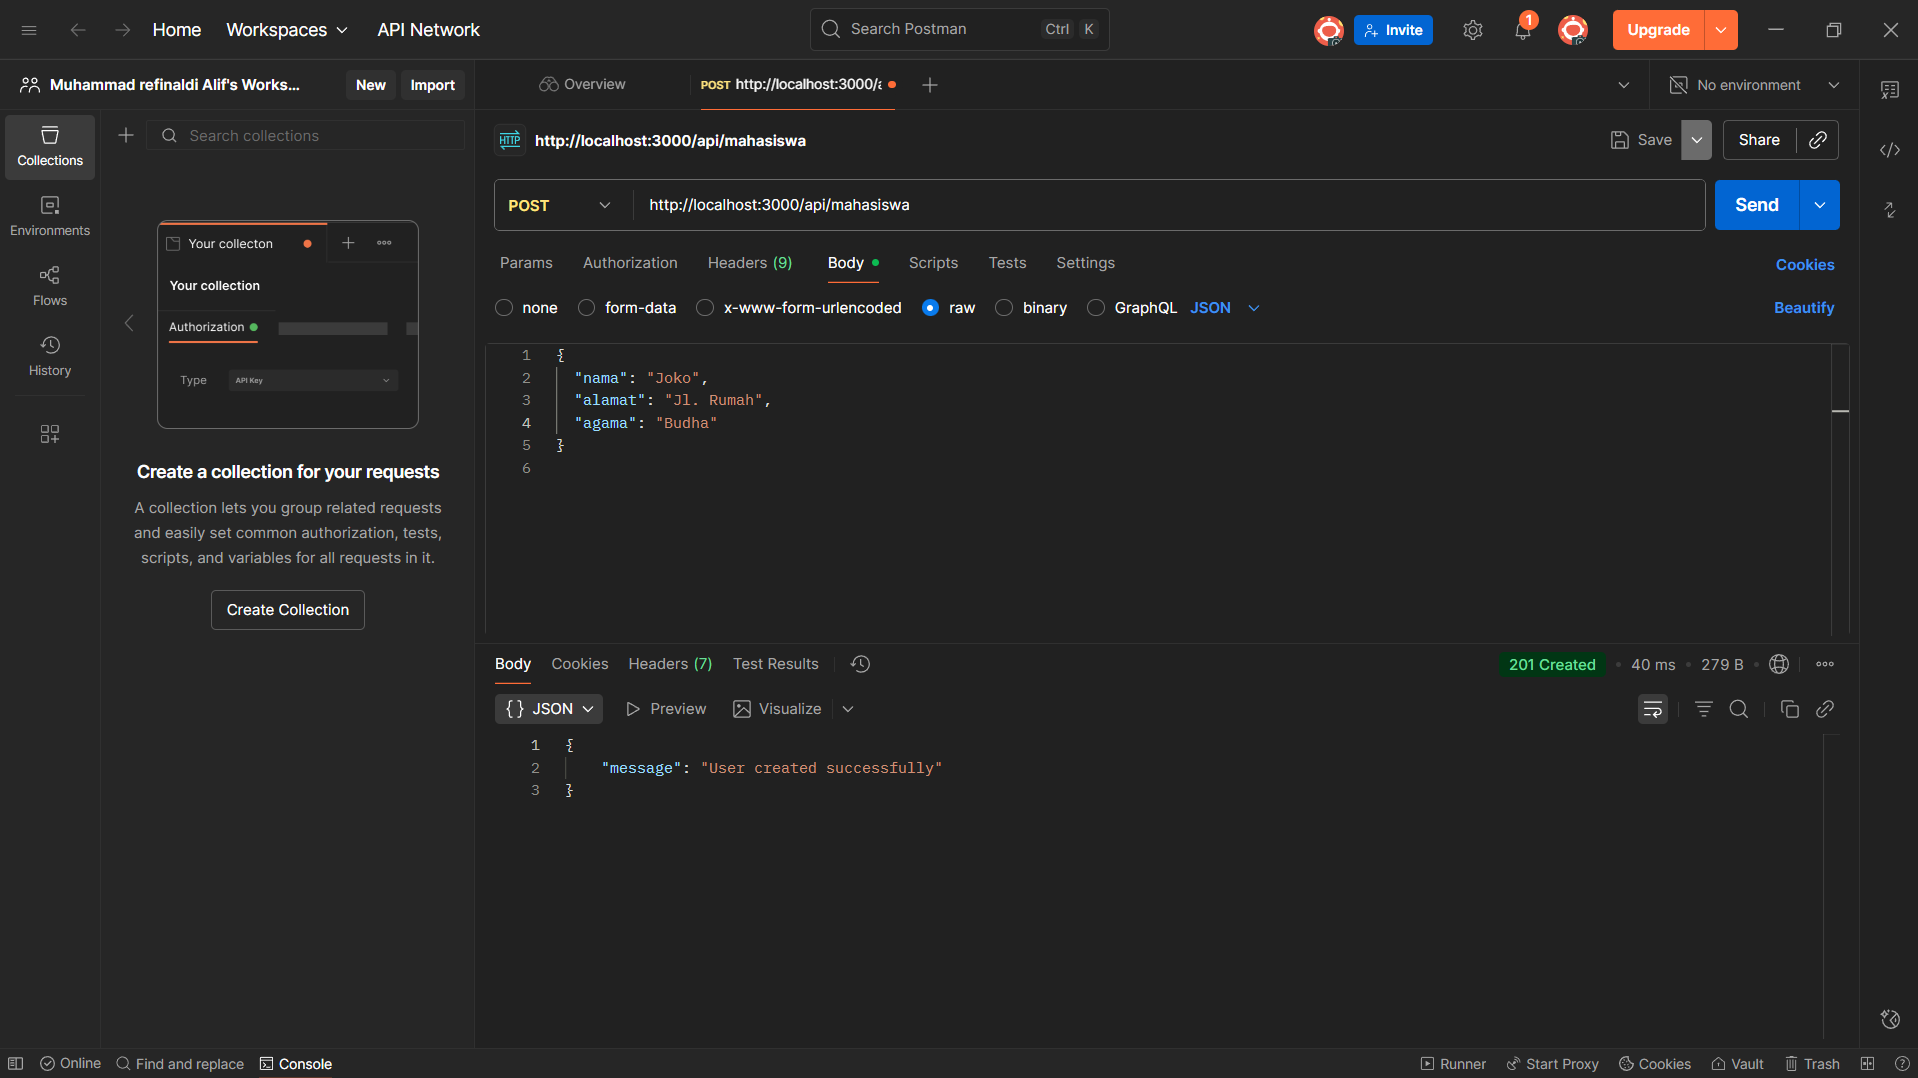 Home Workspaces API Network Search Postman Ctrl K Invite 1 Upgrade
Muhammad refinaldi Alif's Works... New Import Overview POST http://localhost:3000/a No environment
Collections
Environments
Flows
History
Search collections
Your collecton
Your collection
Authorization
Type API Key
Create a collection for your requests
A collection lets you group related requests
and easily set common authorization, tests,
scripts, and variables for all requests in it.
Create Collection
HTTP http://localhost:3000/api/mahasiswa Save Share
POST http://localhost:3000/api/mahasiswa Send
Params Authorization Headers (9) Body Scripts Tests Settings Cookies
none form-data x-www-form-urlencoded raw binary GraphQL JSON Beautify
1 {
2 "nama": "Joko",
3 "alamat": "Jl. Rumah",
4 "agama": "Budha"
5 }
6
Body Cookies Headers (7) Test Results 201 Created 40 ms 279 B
{} JSON Preview Visualize
1 {
2 "message": "User created successfully"
3 }
Online Find and replace Console Runner Start Proxy Cookies Vault Trash